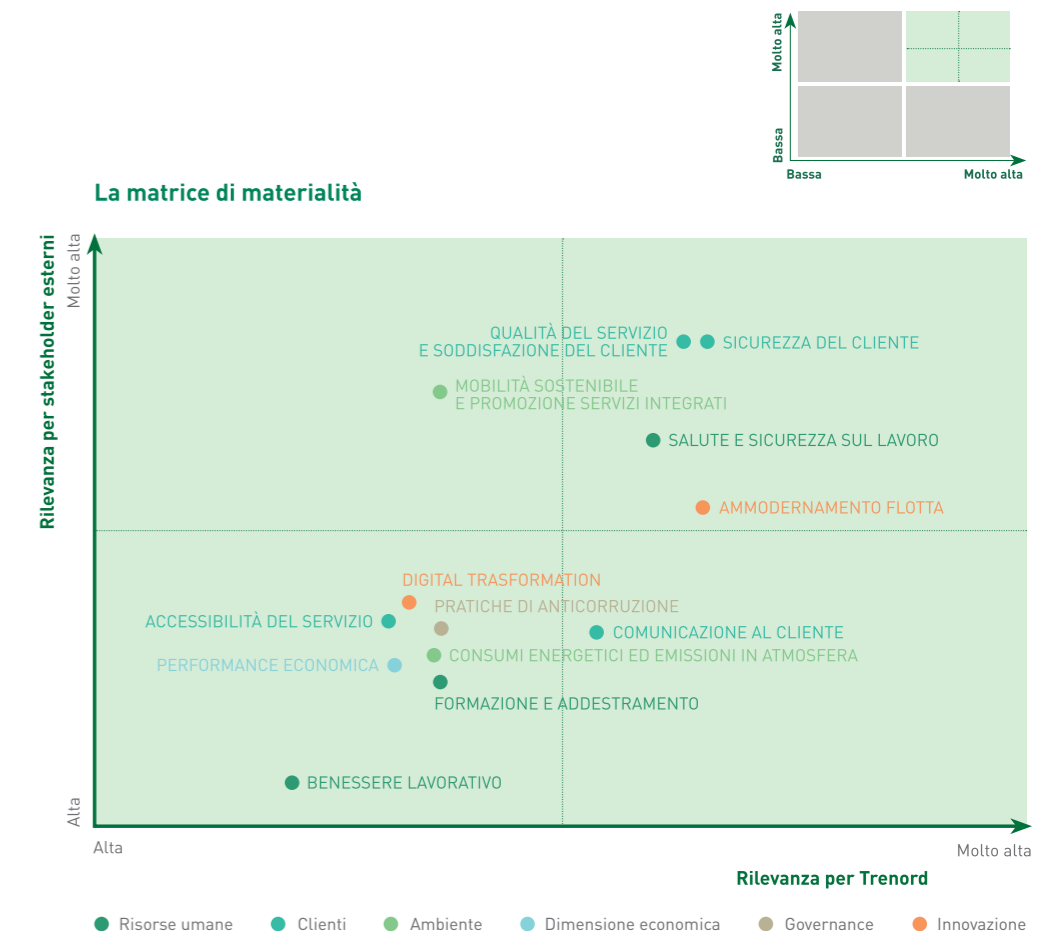 Molto alta
Bassa
Bassa
Molto alta
La matrice di materialità
Rilevanza per stakeholder esterni
Molto alta
QUALITÀ DEL SERVIZIO
E SODDISFAZIONE DEL CLIENTE
SICUREZZA DEL CLIENTE
MOBILITÀ SOSTENIBILE
E PROMOZIONE SERVIZI INTEGRATI
SALUTE E SICUREZZA SUL LAVORO
AMMODERNAMENTO FLOTTA
DIGITAL TRASFORMATION
PRATICHE DI ANTICORRUZIONE
ACCESSIBILITÀ DEL SERVIZIO
COMUNICAZIONE AL CLIENTE
CONSUMI ENERGETICI ED EMISSIONI IN ATMOSFERA
PERFORMANCE ECONOMICA
FORMAZIONE E ADDESTRAMENTO
BENESSERE LAVORATIVO
Alta
Alta
Molto alta
Rilevanza per Trenord
Risorse umane
Clienti
Ambiente
Dimensione economica
Governance
Innovazione